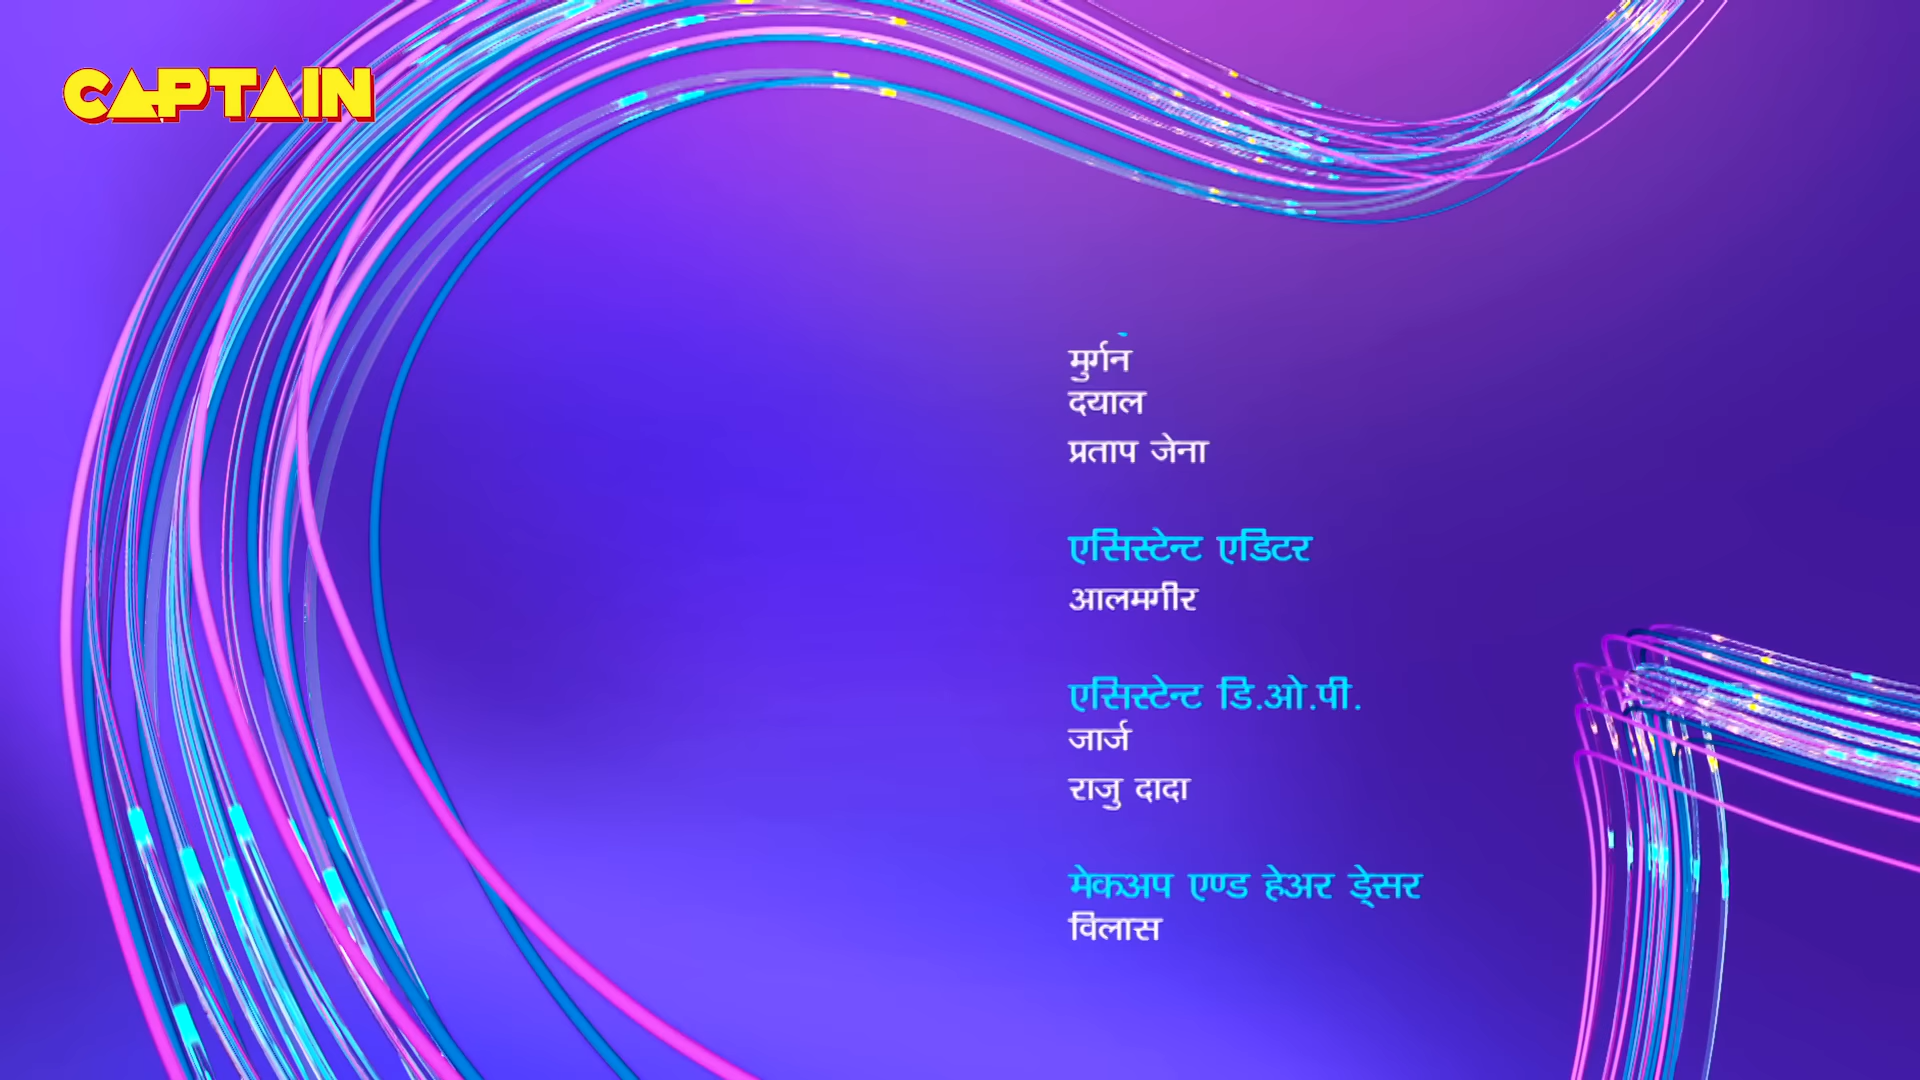 CAPTAIN
मुर्गन
दयाल
प्रताप जेना
एसिस्टेन्ट एडिटर
आलमगीर
एसिस्टेन्ट डि.ओ.पी.
जार्ज
राजु दादा
मेकअप एण्ड हेअर ड्रेसर
विलास